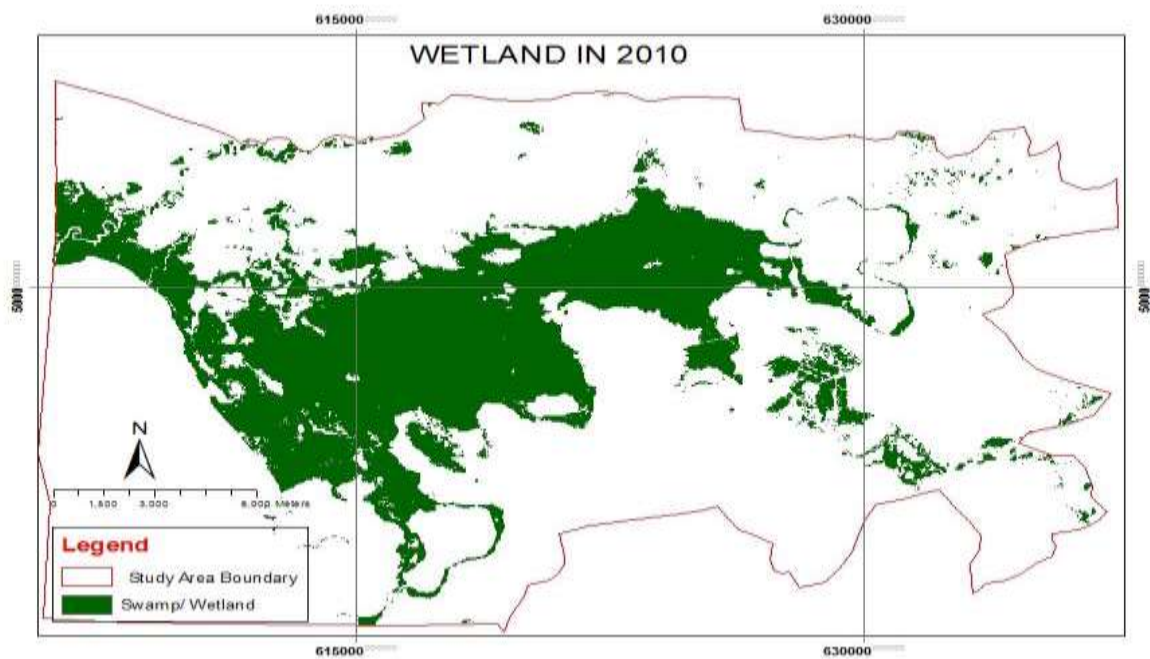 615000 630000
WETLAND IN 2010
5000 5000
N
0 1,500 3,000 6,000 Meters
Legend
Study Area Boundary
Swamp/ Wetland
615000 630000